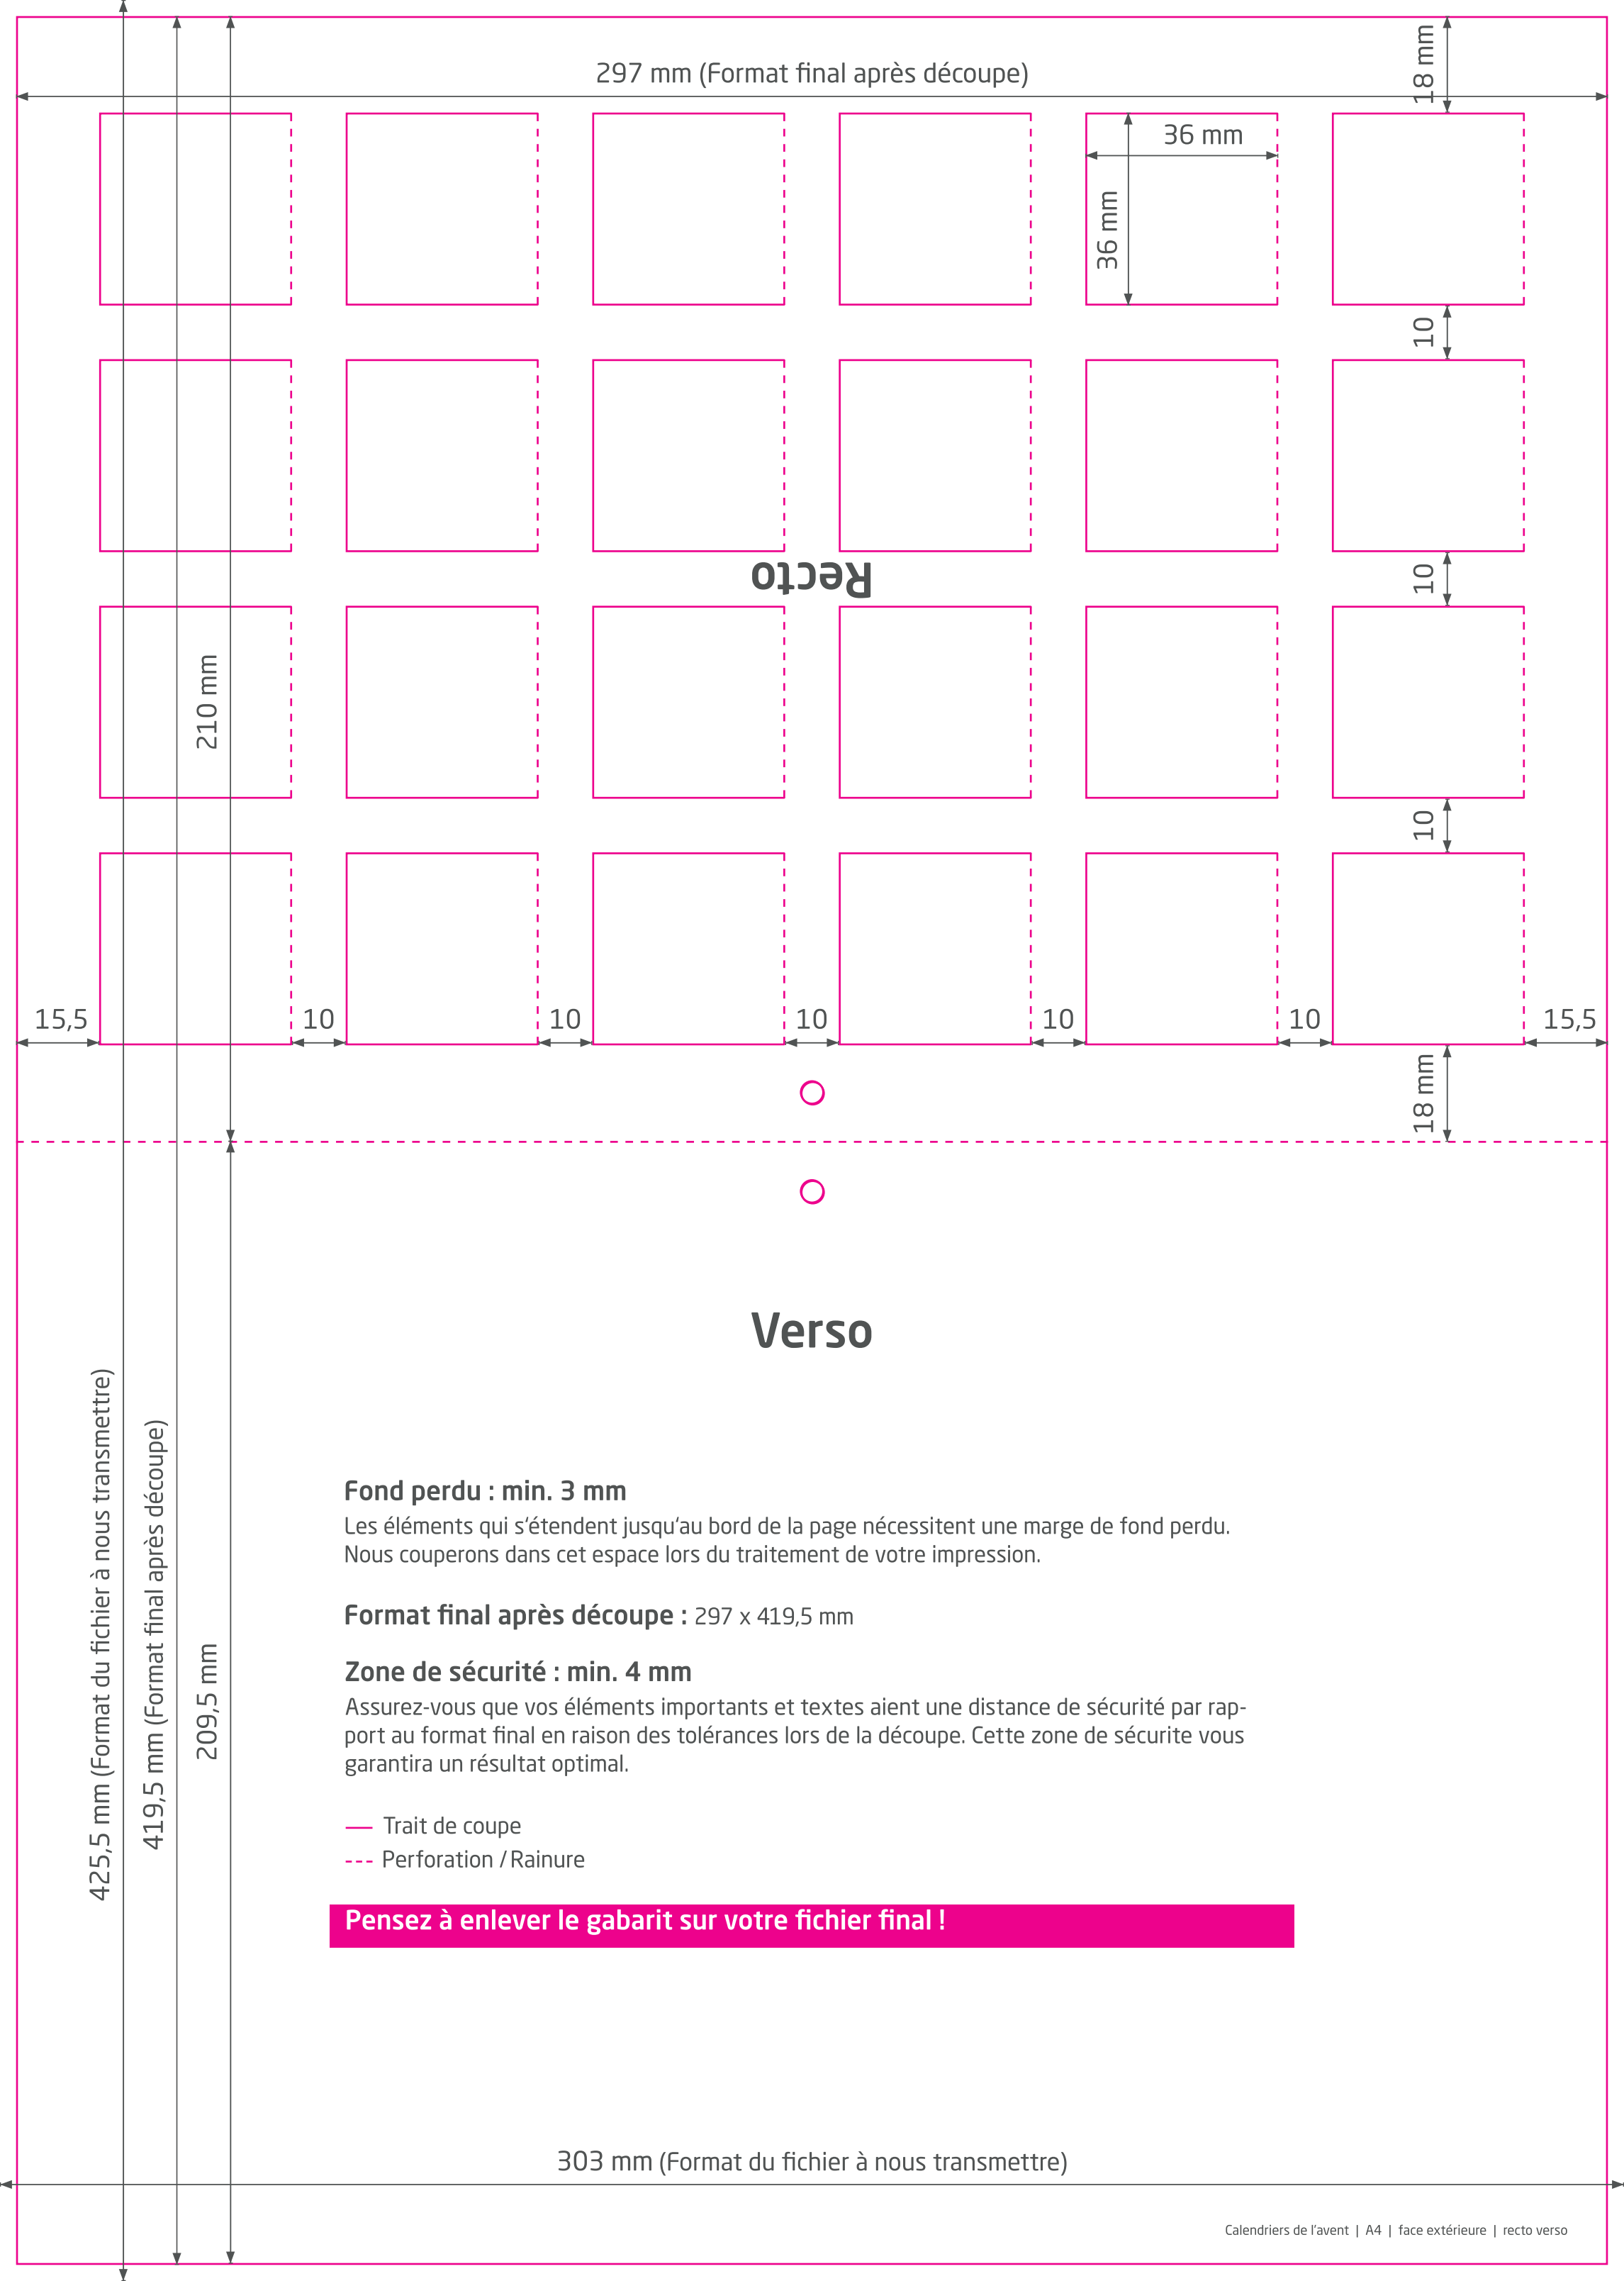 18 mm
297 mm (Format final après découpe)
36 mm
36 mm
10
Recto
10
210 mm
10
15,5
10
10
10
10
10
15,5
18 mm
Verso
425,5 mm (Format du fichier à nous transmettre)
419,5 mm (Format final après découpe)
209,5 mm
Fond perdu : min. 3 mm
Les éléments qui s‘étendent jusqu‘au bord de la page nécessitent une marge de fond perdu.
Nous couperons dans cet espace lors du traitement de votre impression.
Format final après découpe : 297 x 419,5 mm
Zone de sécurité : min. 4 mm
Assurez-vous que vos éléments importants et textes aient une distance de sécurité par rap-
port au format final en raison des tolérances lors de la découpe. Cette zone de sécurite vous
garantira un résultat optimal.
Trait de coupe
Perforation / Rainure
Pensez à enlever le gabarit sur votre fichier final !
303 mm (Format du fichier à nous transmettre)
Calendriers de l’avent | A4 | face extérieure | recto verso